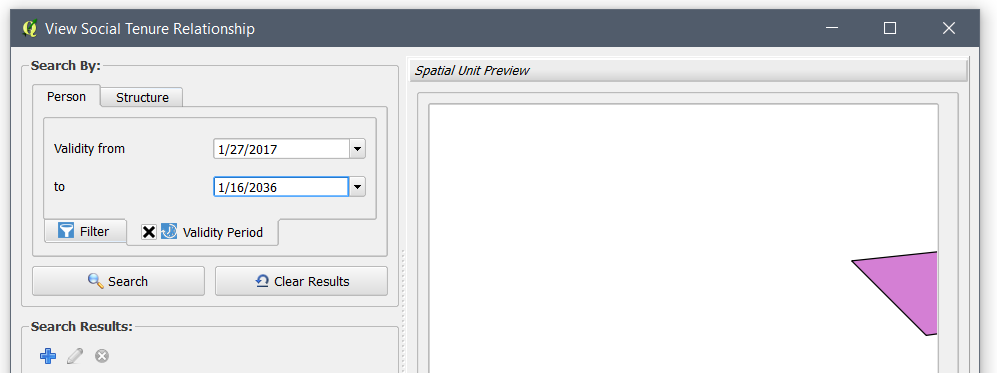 View Social Tenure Relationship
Search By:
Person
Structure
Validity from
1/27/2017
to
1/16/2036
Filter
Validity Period
Search
Clear Results
Search Results:
Spatial Unit Preview